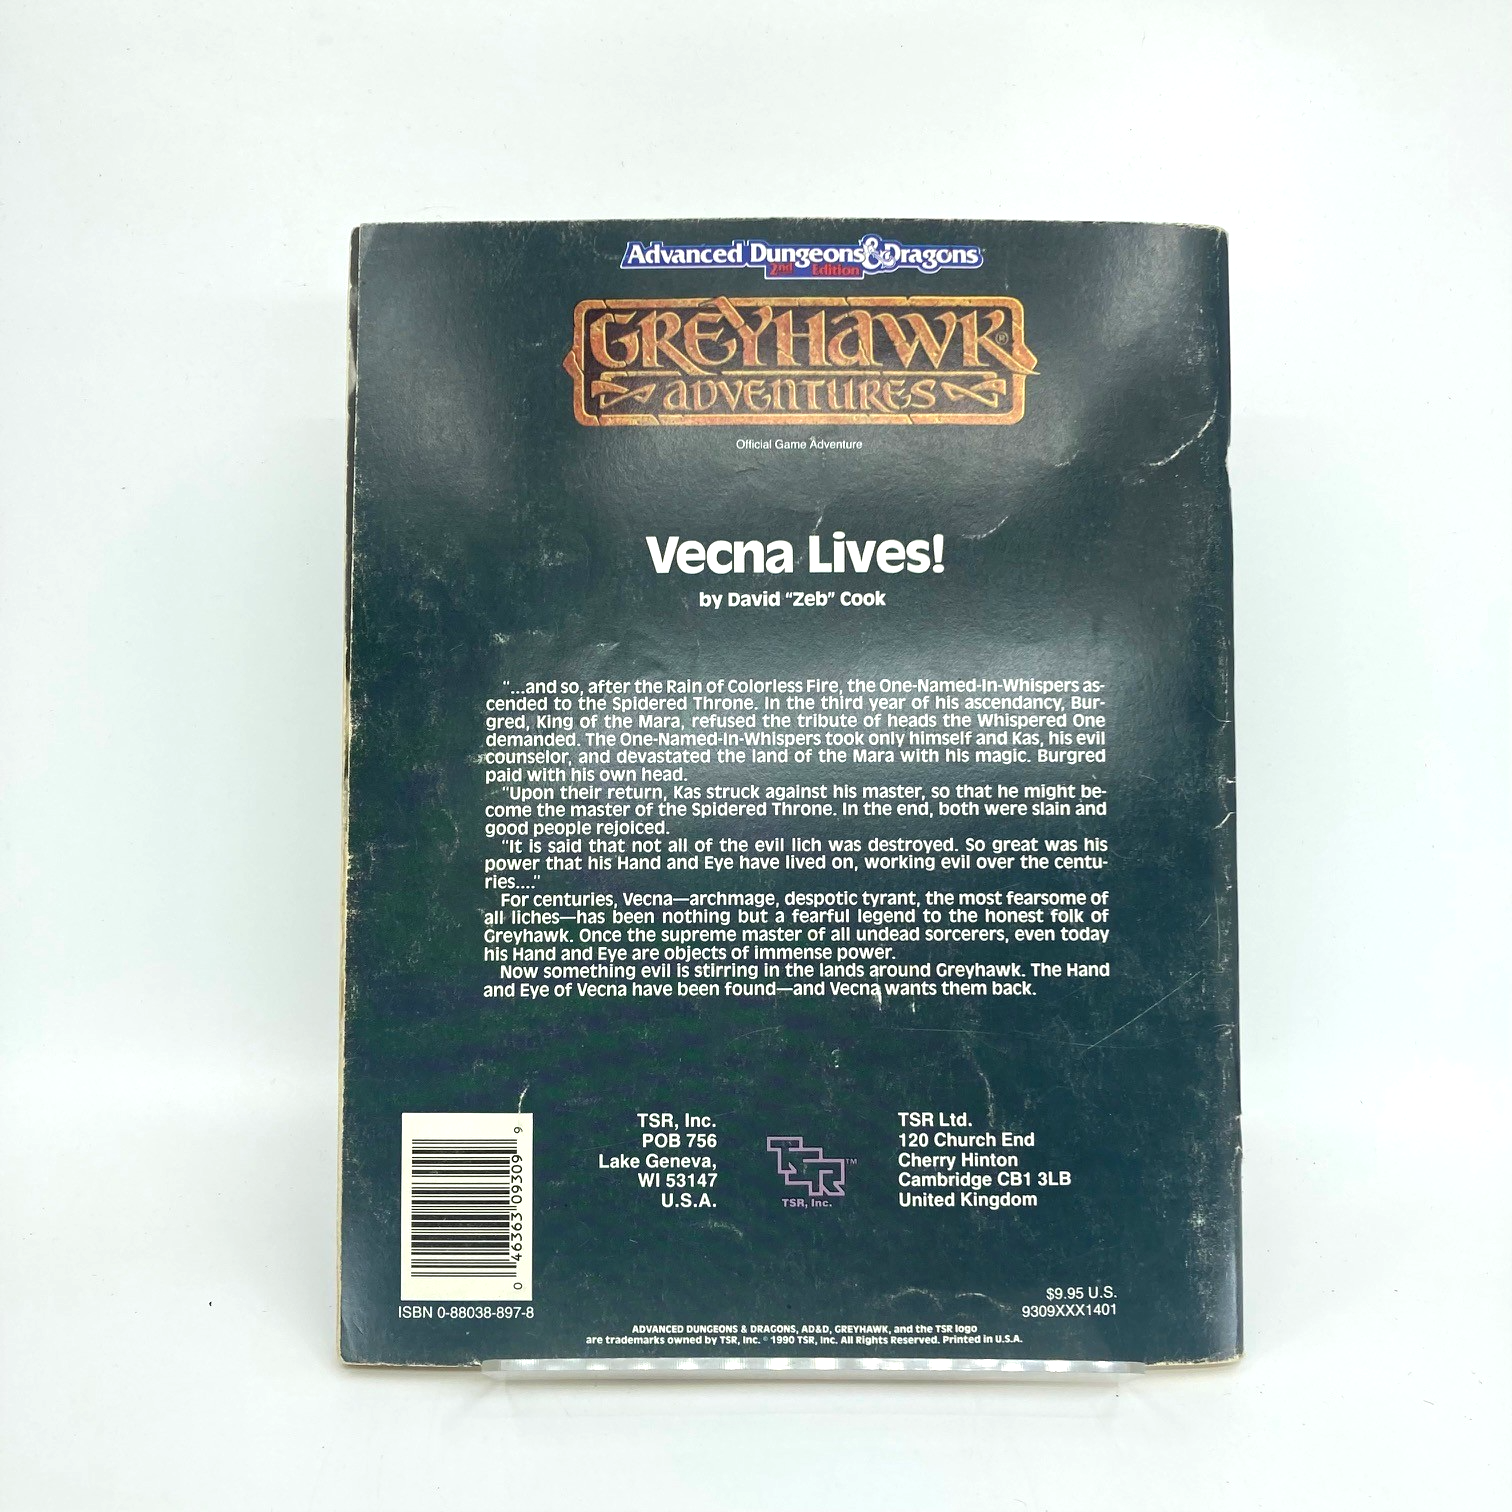 Advanced Dungeons & Dragons
2nd Edition
GREYHAWK®
ADVENTURES
Official Game Adventure
Vecna Lives!
by David "Zeb" Cook
"...and so, after the Rain of Colorless Fire, the One-Named-In-Whispers as-
cended to the Spidered Throne. In the third year of his ascendancy, Bur-
gred, King of the Mara, refused the tribute of heads the Whispered One
demanded. The One-Named-In-Whispers took only himself and Kas, his evil
counselor, and devastated the land of the Mara with his magic. Burgred
paid with his own head.
"Upon their return, Kas struck against his master, so that he might be-
come the master of the Spidered Throne. In the end, both were slain and
good people rejoiced.
"It is said that not all of the evil lich was destroyed. So great was his
power that his Hand and Eye have lived on, working evil over the centu-
ries...."
For centuries, Vecna—archmage, despotic tyrant, the most fearsome of
all liches—has been nothing but a fearful legend to the honest folk of
Greyhawk. Once the supreme master of all undead sorcerers, even today
his Hand and Eye are objects of immense power.
Now something evil is stirring in the lands around Greyhawk. The Hand
and Eye of Vecna have been found—and Vecna wants them back.
TSR, Inc.
POB 756
Lake Geneva,
WI 53147
U.S.A.
TSR™
TSR, Inc.
TSR Ltd.
120 Church End
Cherry Hinton
Cambridge CB1 3LB
United Kingdom
0 46363 09309 9
ISBN 0-88038-897-8
$9.95 U.S.
9309XXX1401
ADVANCED DUNGEONS & DRAGONS, AD&D, GREYHAWK, and the TSR logo
are trademarks owned by TSR, Inc. ©1990 TSR, Inc. All Rights Reserved. Printed in U.S.A.